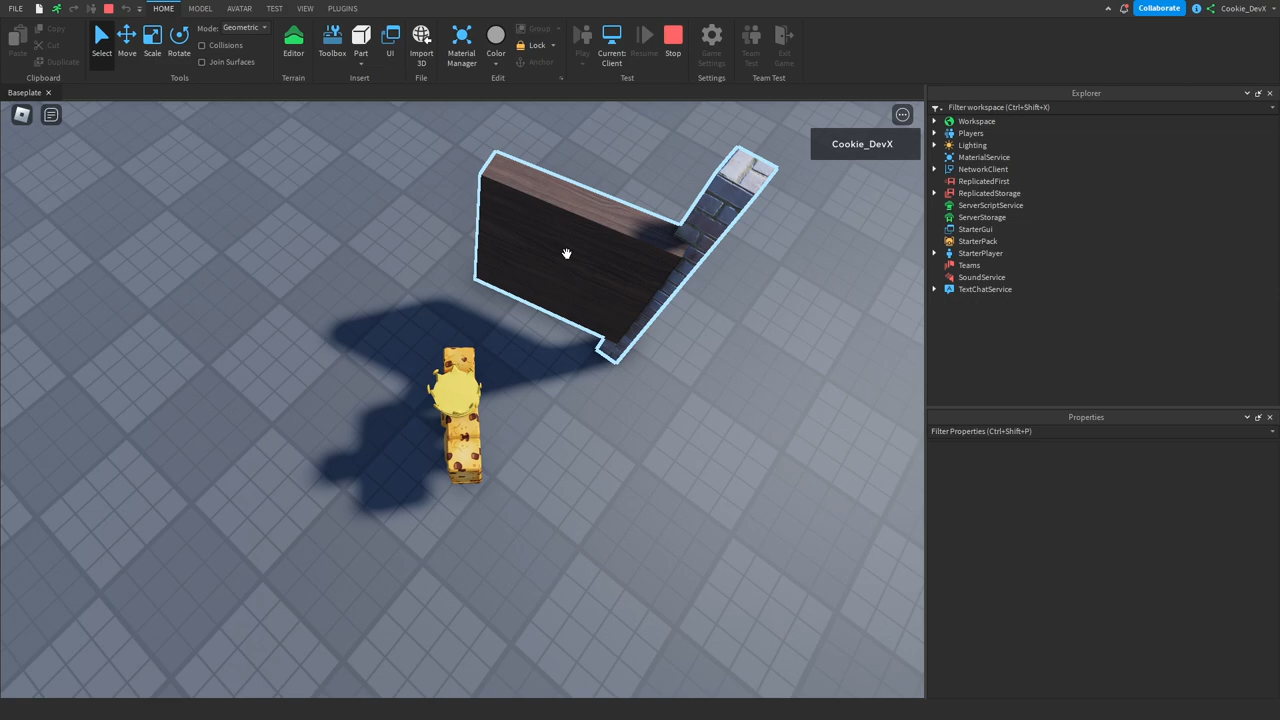 FILE HOME MODEL AVATAR TEST VIEW PLUGINS Collaborate Cookie_DevX
Paste Copy Cut Duplicate Clipboard
Select Move Scale Rotate Mode: Geometric Collisions Join Surfaces Tools
Editor Terrain
Toolbox Part UI Insert
Import 3D File
Material Manager Color Group Lock Anchor Edit
Play Current: Client Resume Stop Test
Game Settings Settings
Team Test Exit Game Team Test
Baseplate
Cookie_DevX
Explorer
Filter workspace (Ctrl+Shift+X)
Workspace
Players
Lighting
MaterialService
NetworkClient
ReplicatedFirst
ReplicatedStorage
ServerScriptService
ServerStorage
StarterGui
StarterPack
StarterPlayer
Teams
SoundService
TextChatService
Properties
Filter Properties (Ctrl+Shift+P)